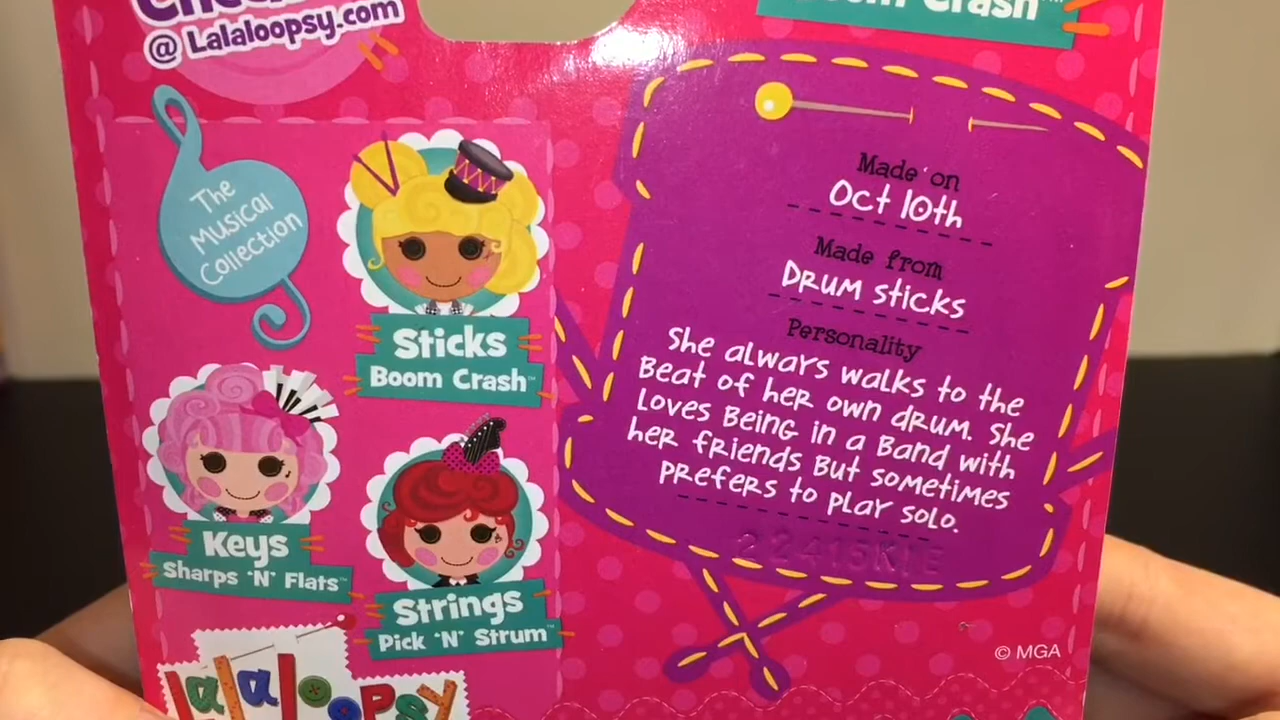 @ Lalaloopsy.com
Boom Crash™
The
Musical
Collection
Sticks
Boom Crash™
Keys
Sharps 'N' Flats™
Strings
Pick 'N' Strum™
Lalaloopsy
Made on
Oct 10th
Made from
Drum sticks
Personality
She always walks to the
Beat of her own drum. She
Loves Being in a Band with
her friends But sometimes
prefers to play solo.
© MGA